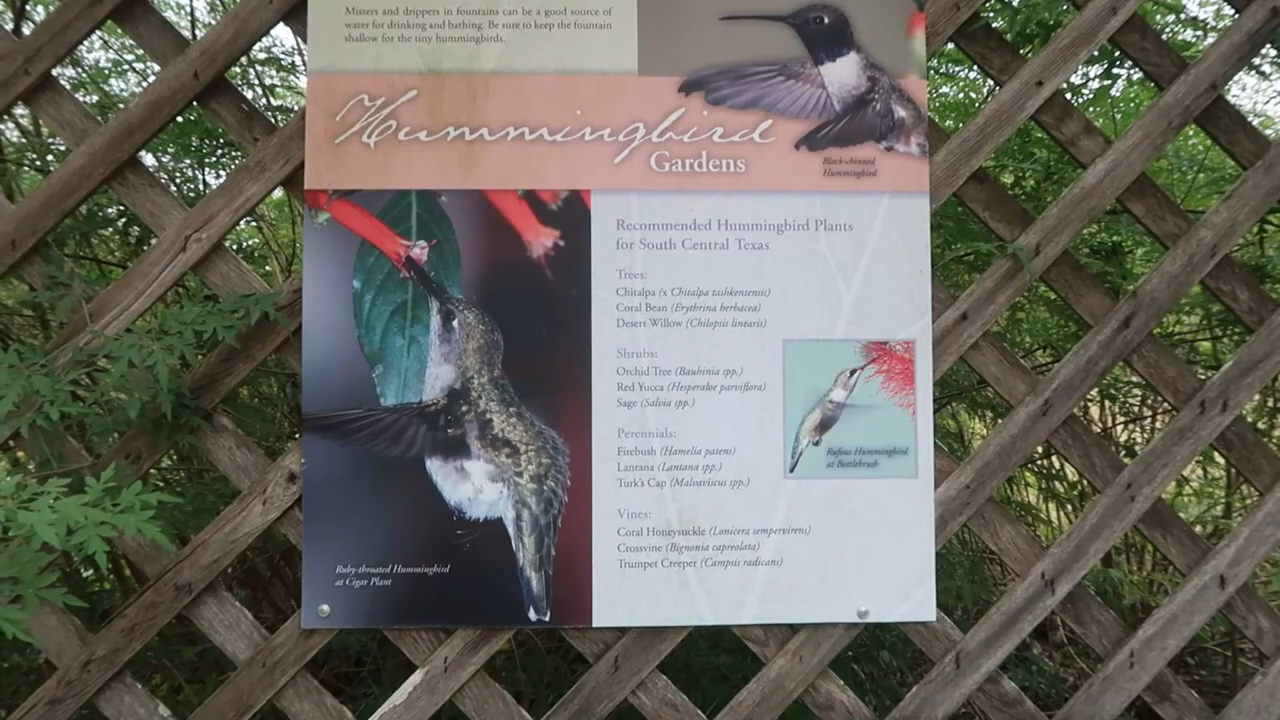 Misters and drippers in fountains can be a good source of
water for drinking and bathing. Be sure to keep the fountain
shallow for the tiny hummingbirds.
Hummingbird
Gardens
Black-chinned
Hummingbird
Recommended Hummingbird Plants
for South Central Texas
Trees:
Chitalpa (x Chitalpa tashkentensis)
Coral Bean (Erythrina herbacea)
Desert Willow (Chilopsis linearis)
Shrubs:
Orchid Tree (Bauhinia spp.)
Red Yucca (Hesperaloe parviflora)
Sage (Salvia spp.)
Perennials:
Firebush (Hamelia patens)
Lantana (Lantana spp.)
Turk's Cap (Malvaviscus spp.)
Vines:
Coral Honeysuckle (Lonicera sempervirens)
Crossvine (Bignonia capreolata)
Trumpet Creeper (Campsis radicans)
Rufous Hummingbird
at Bottlebrush
Ruby-throated Hummingbird
at Cigar Plant